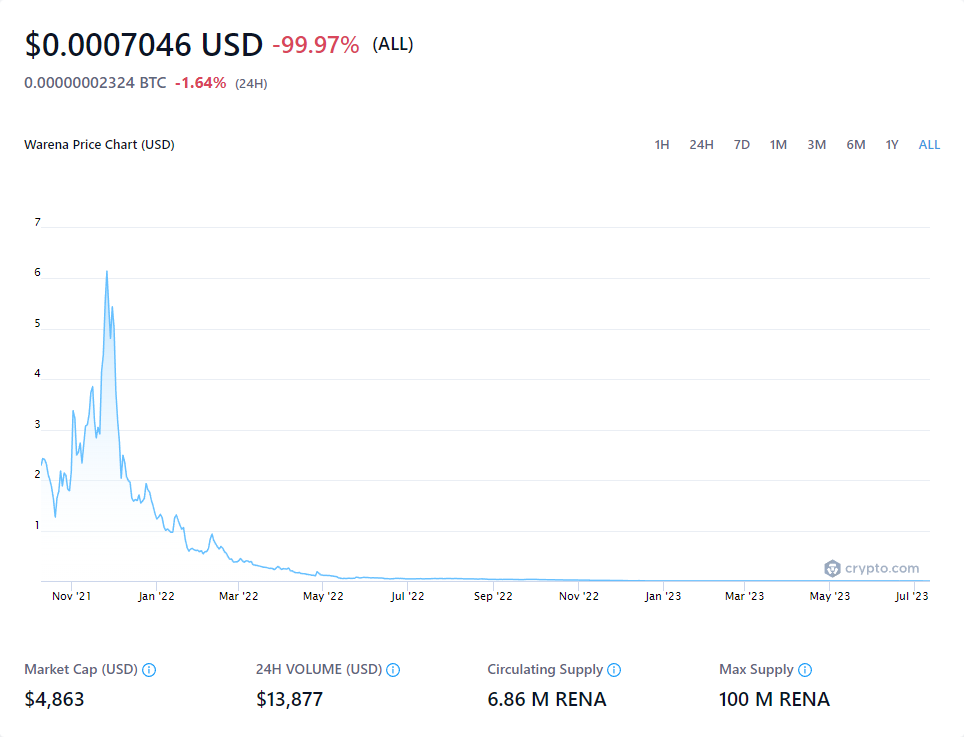 $0.0007046 USD -99.97% (ALL)
0.00000002324 BTC -1.64% (24H)
Warena Price Chart (USD) 1H 24H 7D 1M 3M 6M 1Y ALL
7
6
5
4
3
2
1
crypto.com
Nov '21 Jan '22 Mar '22 May '22 Jul '22 Sep '22 Nov '22 Jan '23 Mar '23 May '23 Jul '23
Market Cap (USD) 24H VOLUME (USD) Circulating Supply Max Supply
$4,863 $13,877 6.86 M RENA 100 M RENA